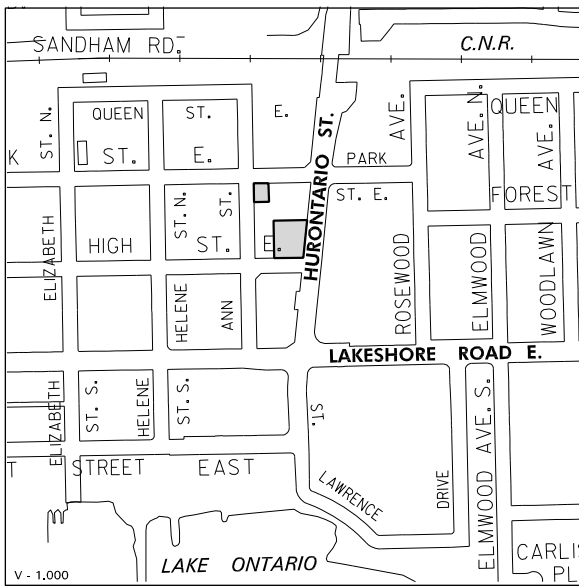 SANDHAM RD.
C.N.R.
QUEEN ST. E.
QUEEN
K ST. E.
PARK
ST. E.
FOREST
ST. N.
ELIZABETH
ST. N.
HELENE
ST.
ANN
HURONTARIO ST.
AVE.
ROSEWOOD
AVE. N.
ELMWOOD
AVE.
WOODLAWN
HIGH ST. E.
LAKESHORE ROAD E.
ELIZABETH
ST. S.
HELENE
ST. S.
ST.
T STREET EAST
LAWRENCE
DRIVE
ELMWOOD AVE. S.
CARLIS
PL
LAKE ONTARIO
V - 1.000